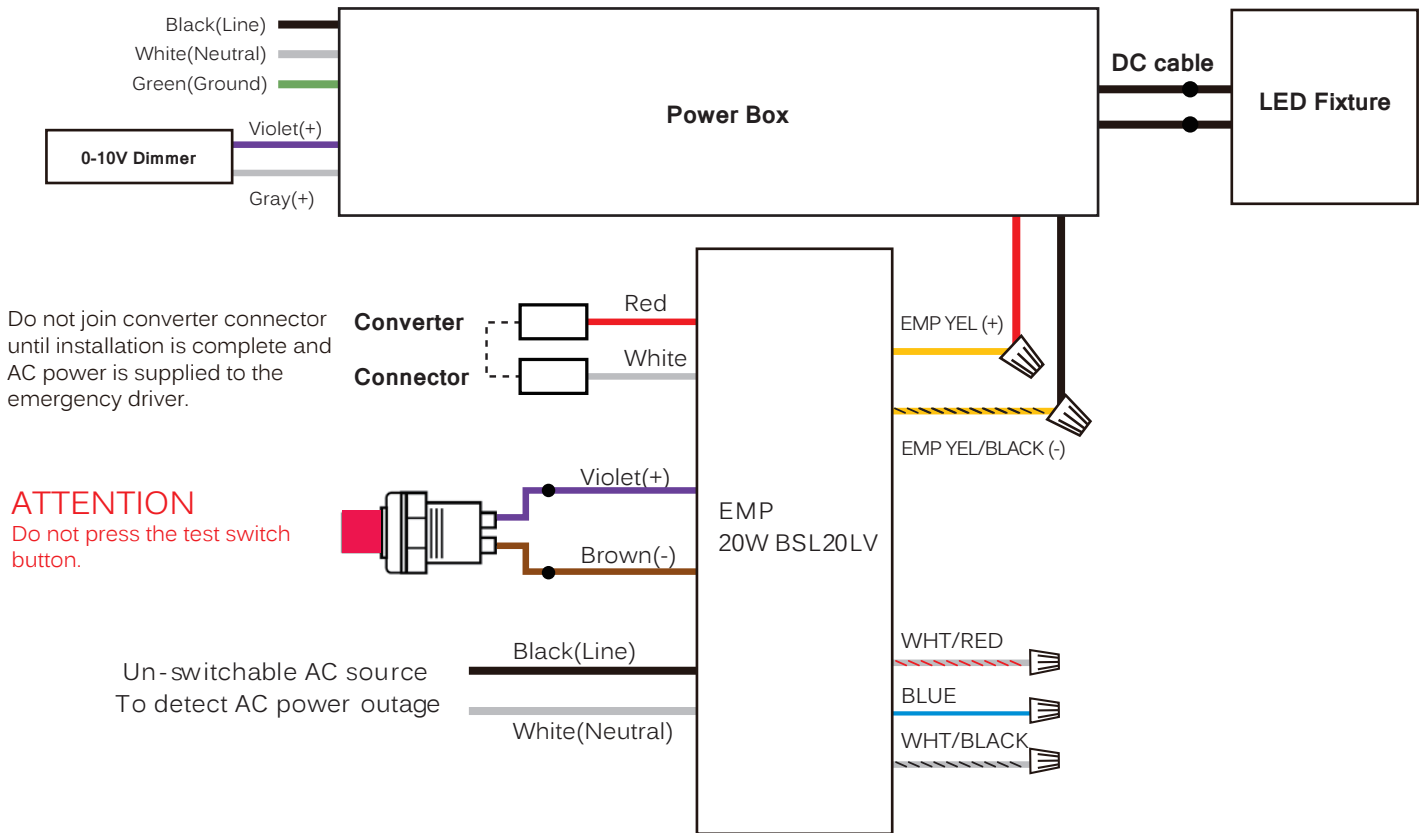 Black(Line)
White(Neutral)
Green(Ground)
Violet(+)
0-10V Dimmer
Gray(+)
Power Box
DC cable
LED Fixture
Do not join converter connector
until installation is complete and
AC power is supplied to the
emergency driver.
Converter
Connector
Red
White
EMP YEL (+)
EMP YEL/BLACK (-)
ATTENTION
Do not press the test switch
button.
Violet(+)
Brown(-)
EMP
20W BSL20LV
Un-switchable AC source
To detect AC power outage
Black(Line)
White(Neutral)
WHT/RED
BLUE
WHT/BLACK